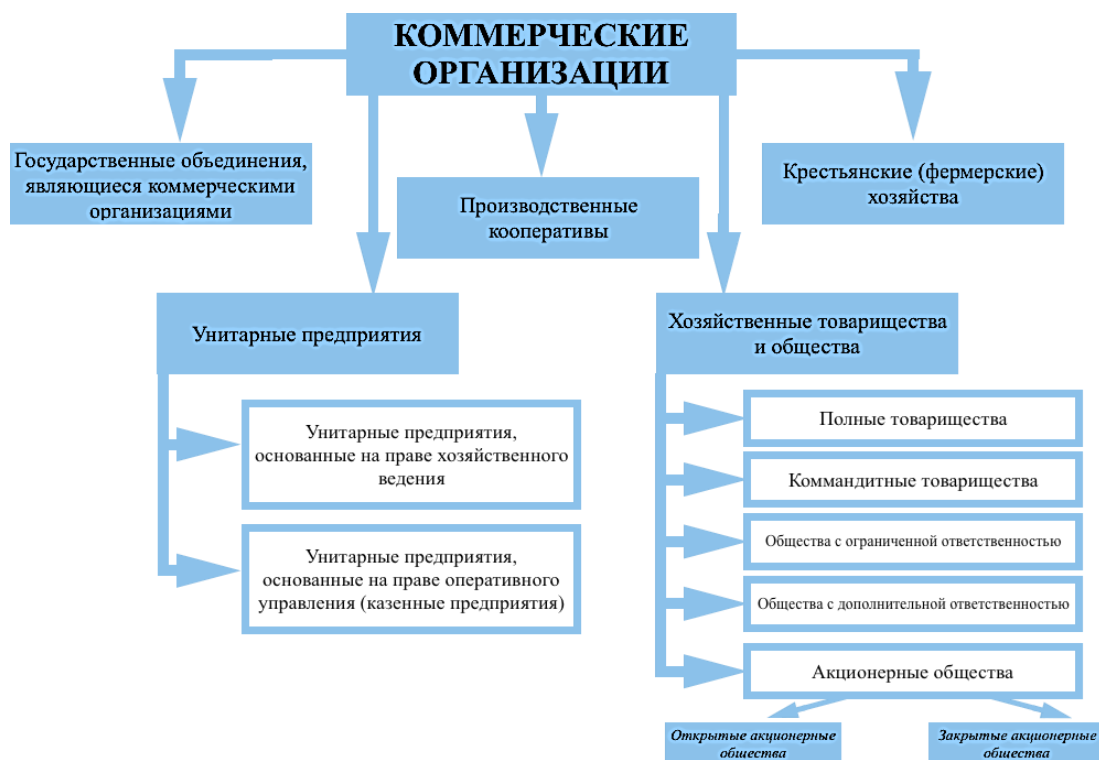 КОММЕРЧЕСКИЕ
ОРГАНИЗАЦИИ
Государственные объединения,
являющиеся коммерческими
организациями
Производственные
кооперативы
Крестьянские (фермерские)
хозяйства
Унитарные предприятия
Унитарные предприятия,
основанные на праве хозяйственного
ведения
Унитарные предприятия,
основанные на праве оперативного
управления (казенные предприятия)
Хозяйственные товарищества
и общества
Полные товарищества
Коммандитные товарищества
Общества с ограниченной ответственностью
Общества с дополнительной ответственностью
Акционерные общества
Открытые акционерные
общества
Закрытые акционерные
общества